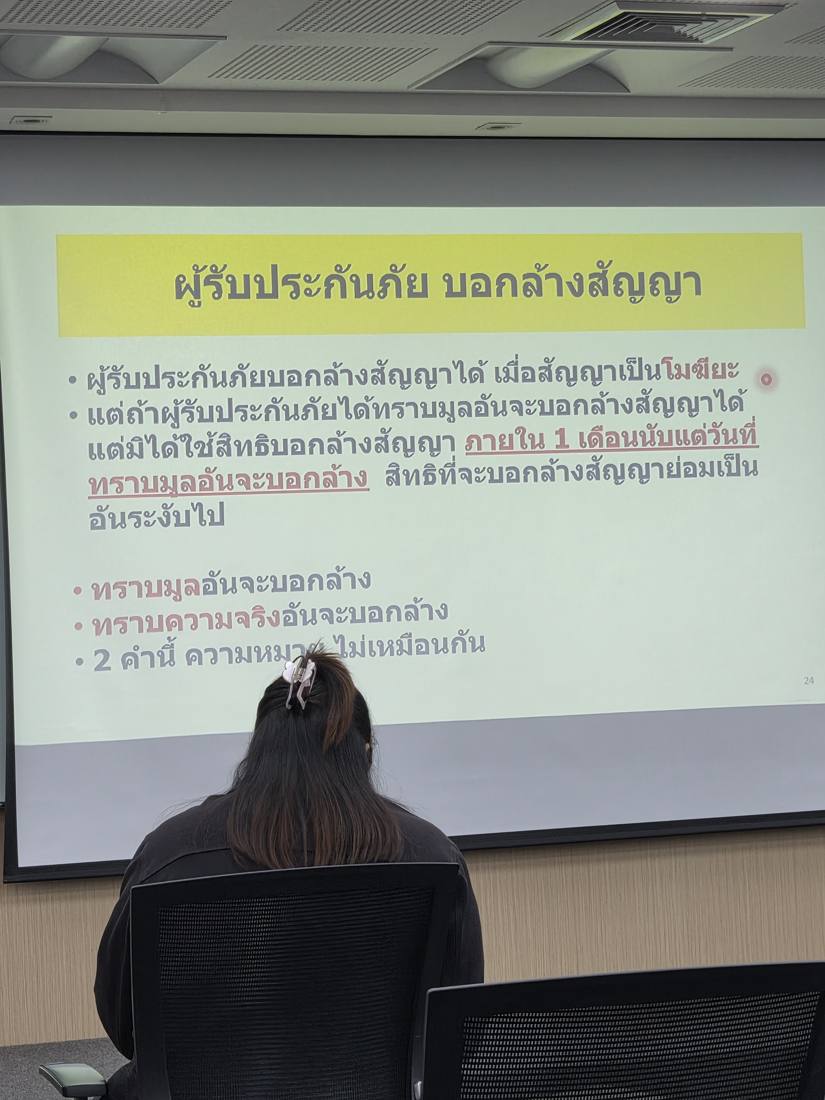 ผู้รับประกันภัย บอกล้างสัญญา
• ผู้รับประกันภัยบอกล้างสัญญาได้ เมื่อสัญญาเป็นโมฆียะ
• แต่ถ้าผู้รับประกันภัยได้ทราบมูลอันจะบอกล้างสัญญาได้
แต่มิได้ใช้สิทธิบอกล้างสัญญา ภายใน 1 เดือนนับแต่วันที่
ทราบมูลอันจะบอกล้าง สิทธิที่จะบอกล้างสัญญาย่อมเป็น
อันระงับไป
• ทราบมูลอันจะบอกล้าง
• ทราบความจริงอันจะบอกล้าง
• 2 คำนี้ ไม่เหมือนกัน
24